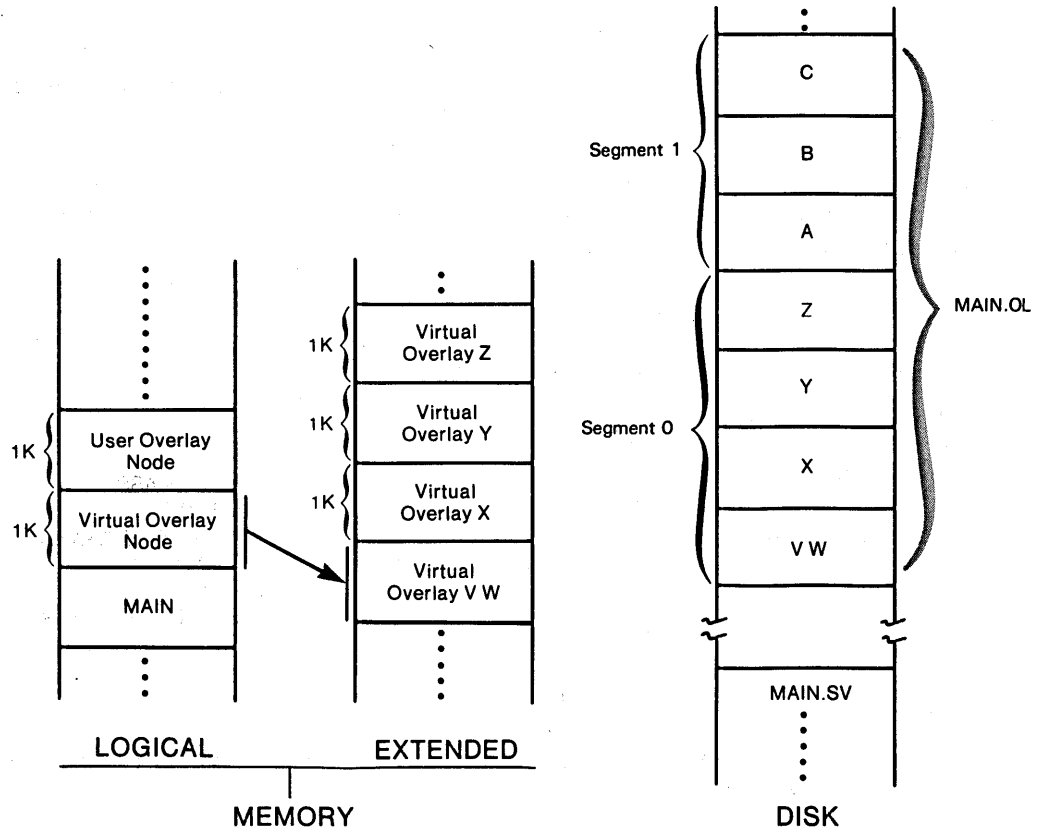 1K
User Overlay
Node
1K
Virtual Overlay
Node
MAIN
LOGICAL
1K
Virtual
Overlay Z
1K
Virtual
Overlay Y
1K
Virtual
Overlay X
Virtual
Overlay V W
EXTENDED
MEMORY
Segment 1
C
B
A
Segment 0
Z
Y
X
V W
MAIN.OL
MAIN.SV
DISK